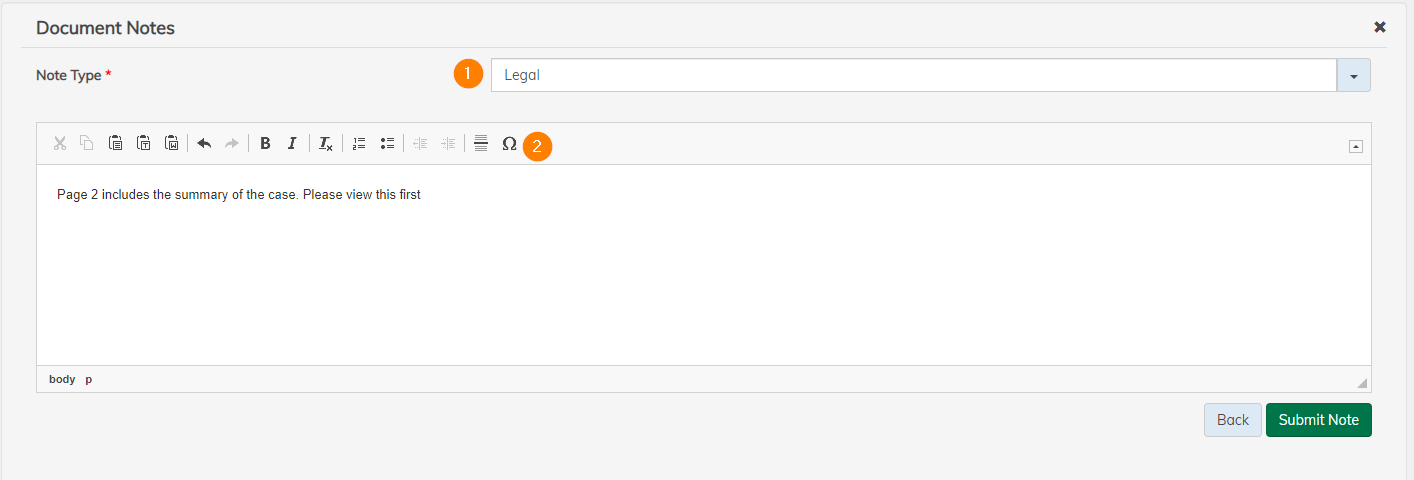 Document Notes
Note Type *
1
Legal
2
Page 2 includes the summary of the case. Please view this first
body p
Back
Submit Note